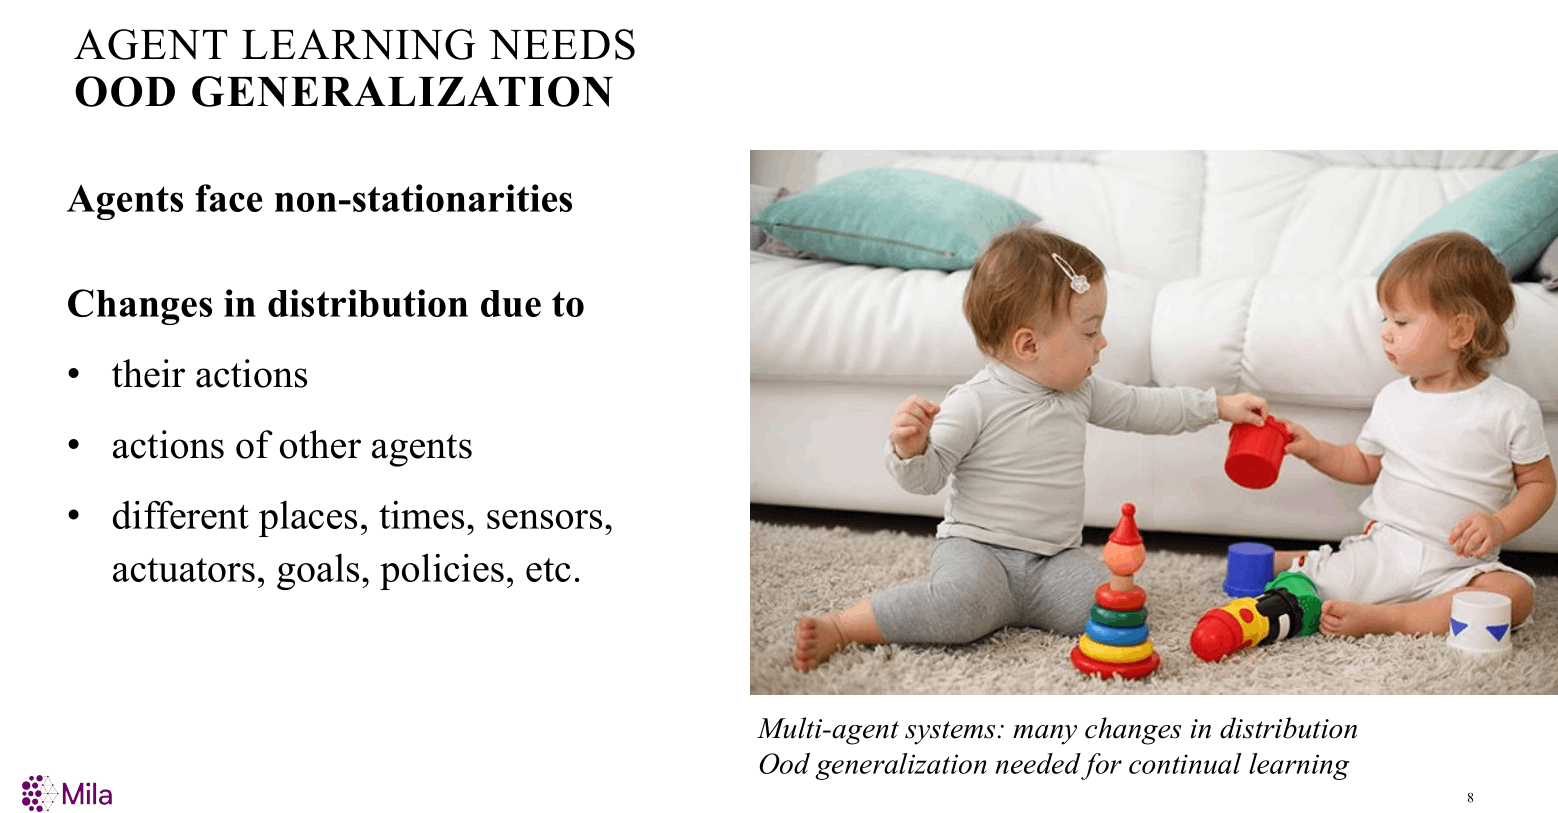 AGENT LEARNING NEEDS
OOD GENERALIZATION
Agents face non-stationarities
Changes in distribution due to
• their actions
• actions of other agents
• different places, times, sensors,
actuators, goals, policies, etc.
Multi-agent systems: many changes in distribution
Ood generalization needed for continual learning
Mila
8